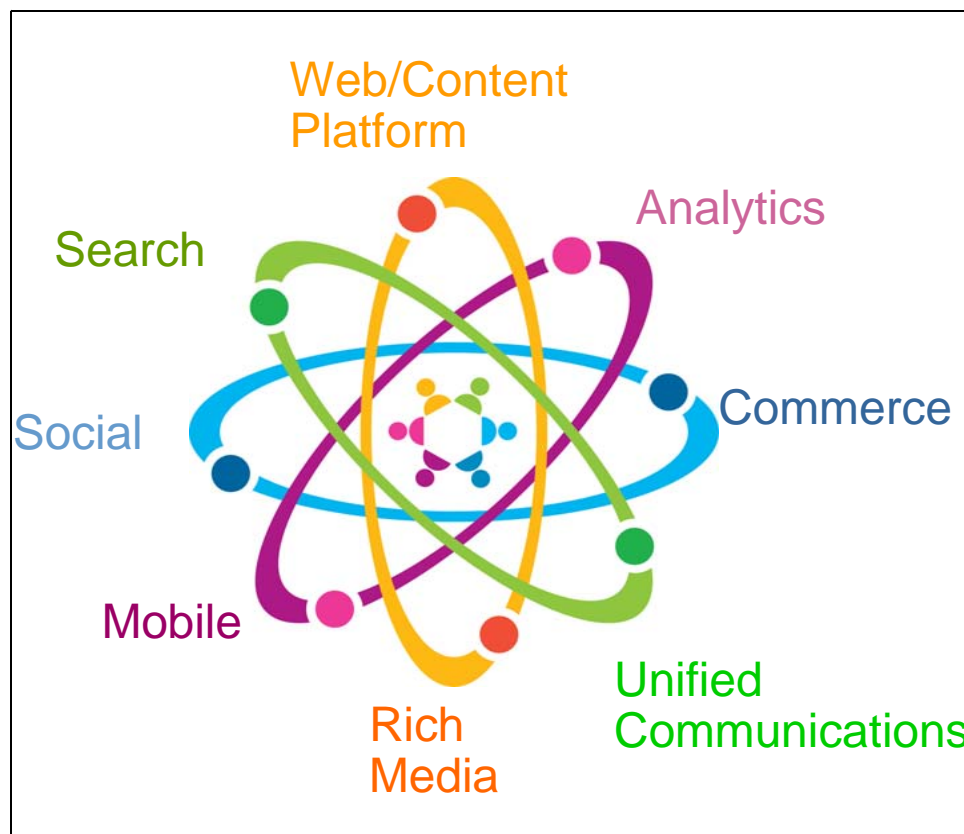 Web/Content
Platform
Analytics
Search
Commerce
Social
Mobile
Unified
Communications
Rich
Media